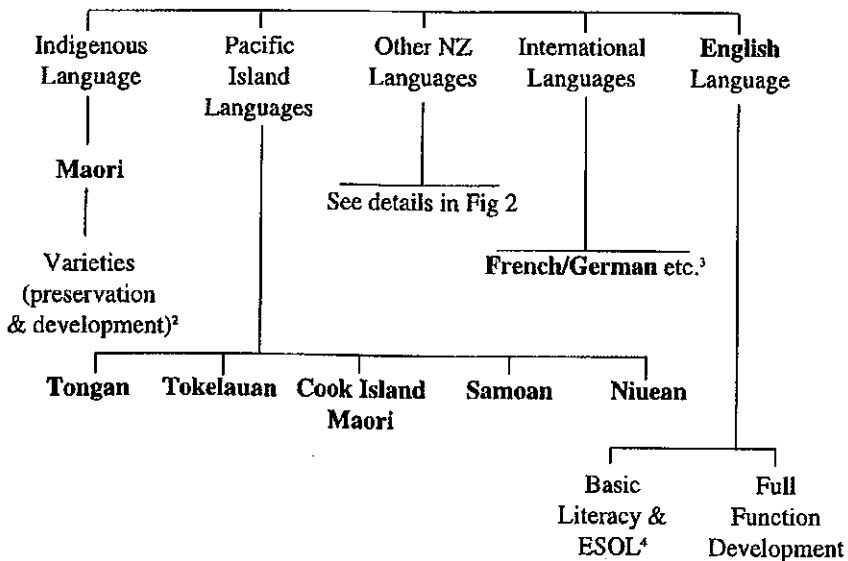 Indigenous
Language
Pacific
Island
Languages
Other NZ
Languages
International
Languages
English
Language
Maori
See details in Fig 2
Varieties
(preservation
& development)²
French/German etc.³
Tongan
Tokelauan
Cook Island
Maori
Samoan
Niuean
Basic
Literacy &
ESOL⁴
Full
Function
Development